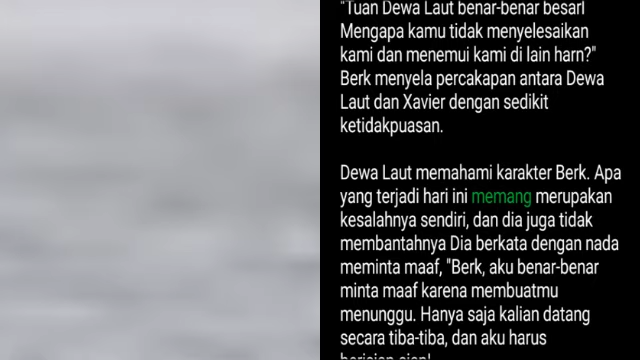 "Tuan Dewa Laut benar-benar besarl
Mengapa kamu tidak menyelesaikan
kami dan menemui kami di lain harn?"
Berk menyela percakapan antara Dewa
Laut dan Xavier dengan sedikit
ketidakpuasan.
Dewa Laut memahami karakter Berk. Apa
yang terjadi hari ini memang merupakan
kesalahnya sendiri, dan dia juga tidak
membantahnya Dia berkata dengan nada
meminta maaf, "Berk, aku benar-benar
minta maaf karena membuatmu
menunggu. Hanya saja kalian datang
secara tiba-tiba, dan aku harus